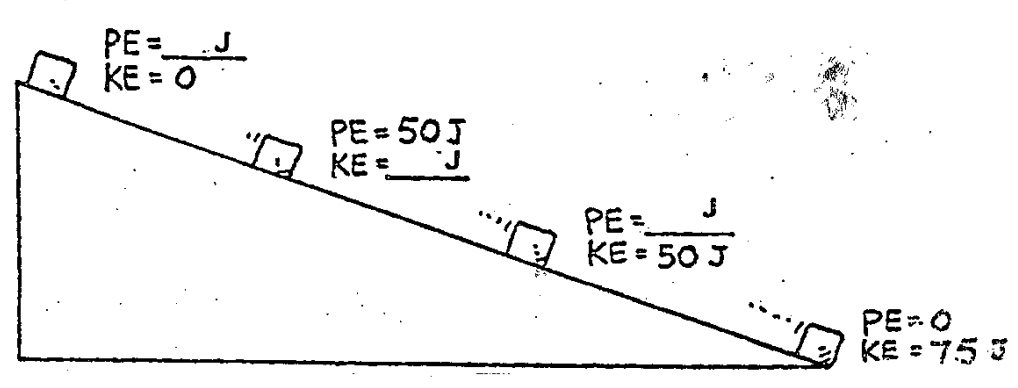 PE = ___ J
KE = 0
PE = 50 J
KE = ___ J
PE = ___ J
KE = 50 J
PE = 0
KE = 75 J